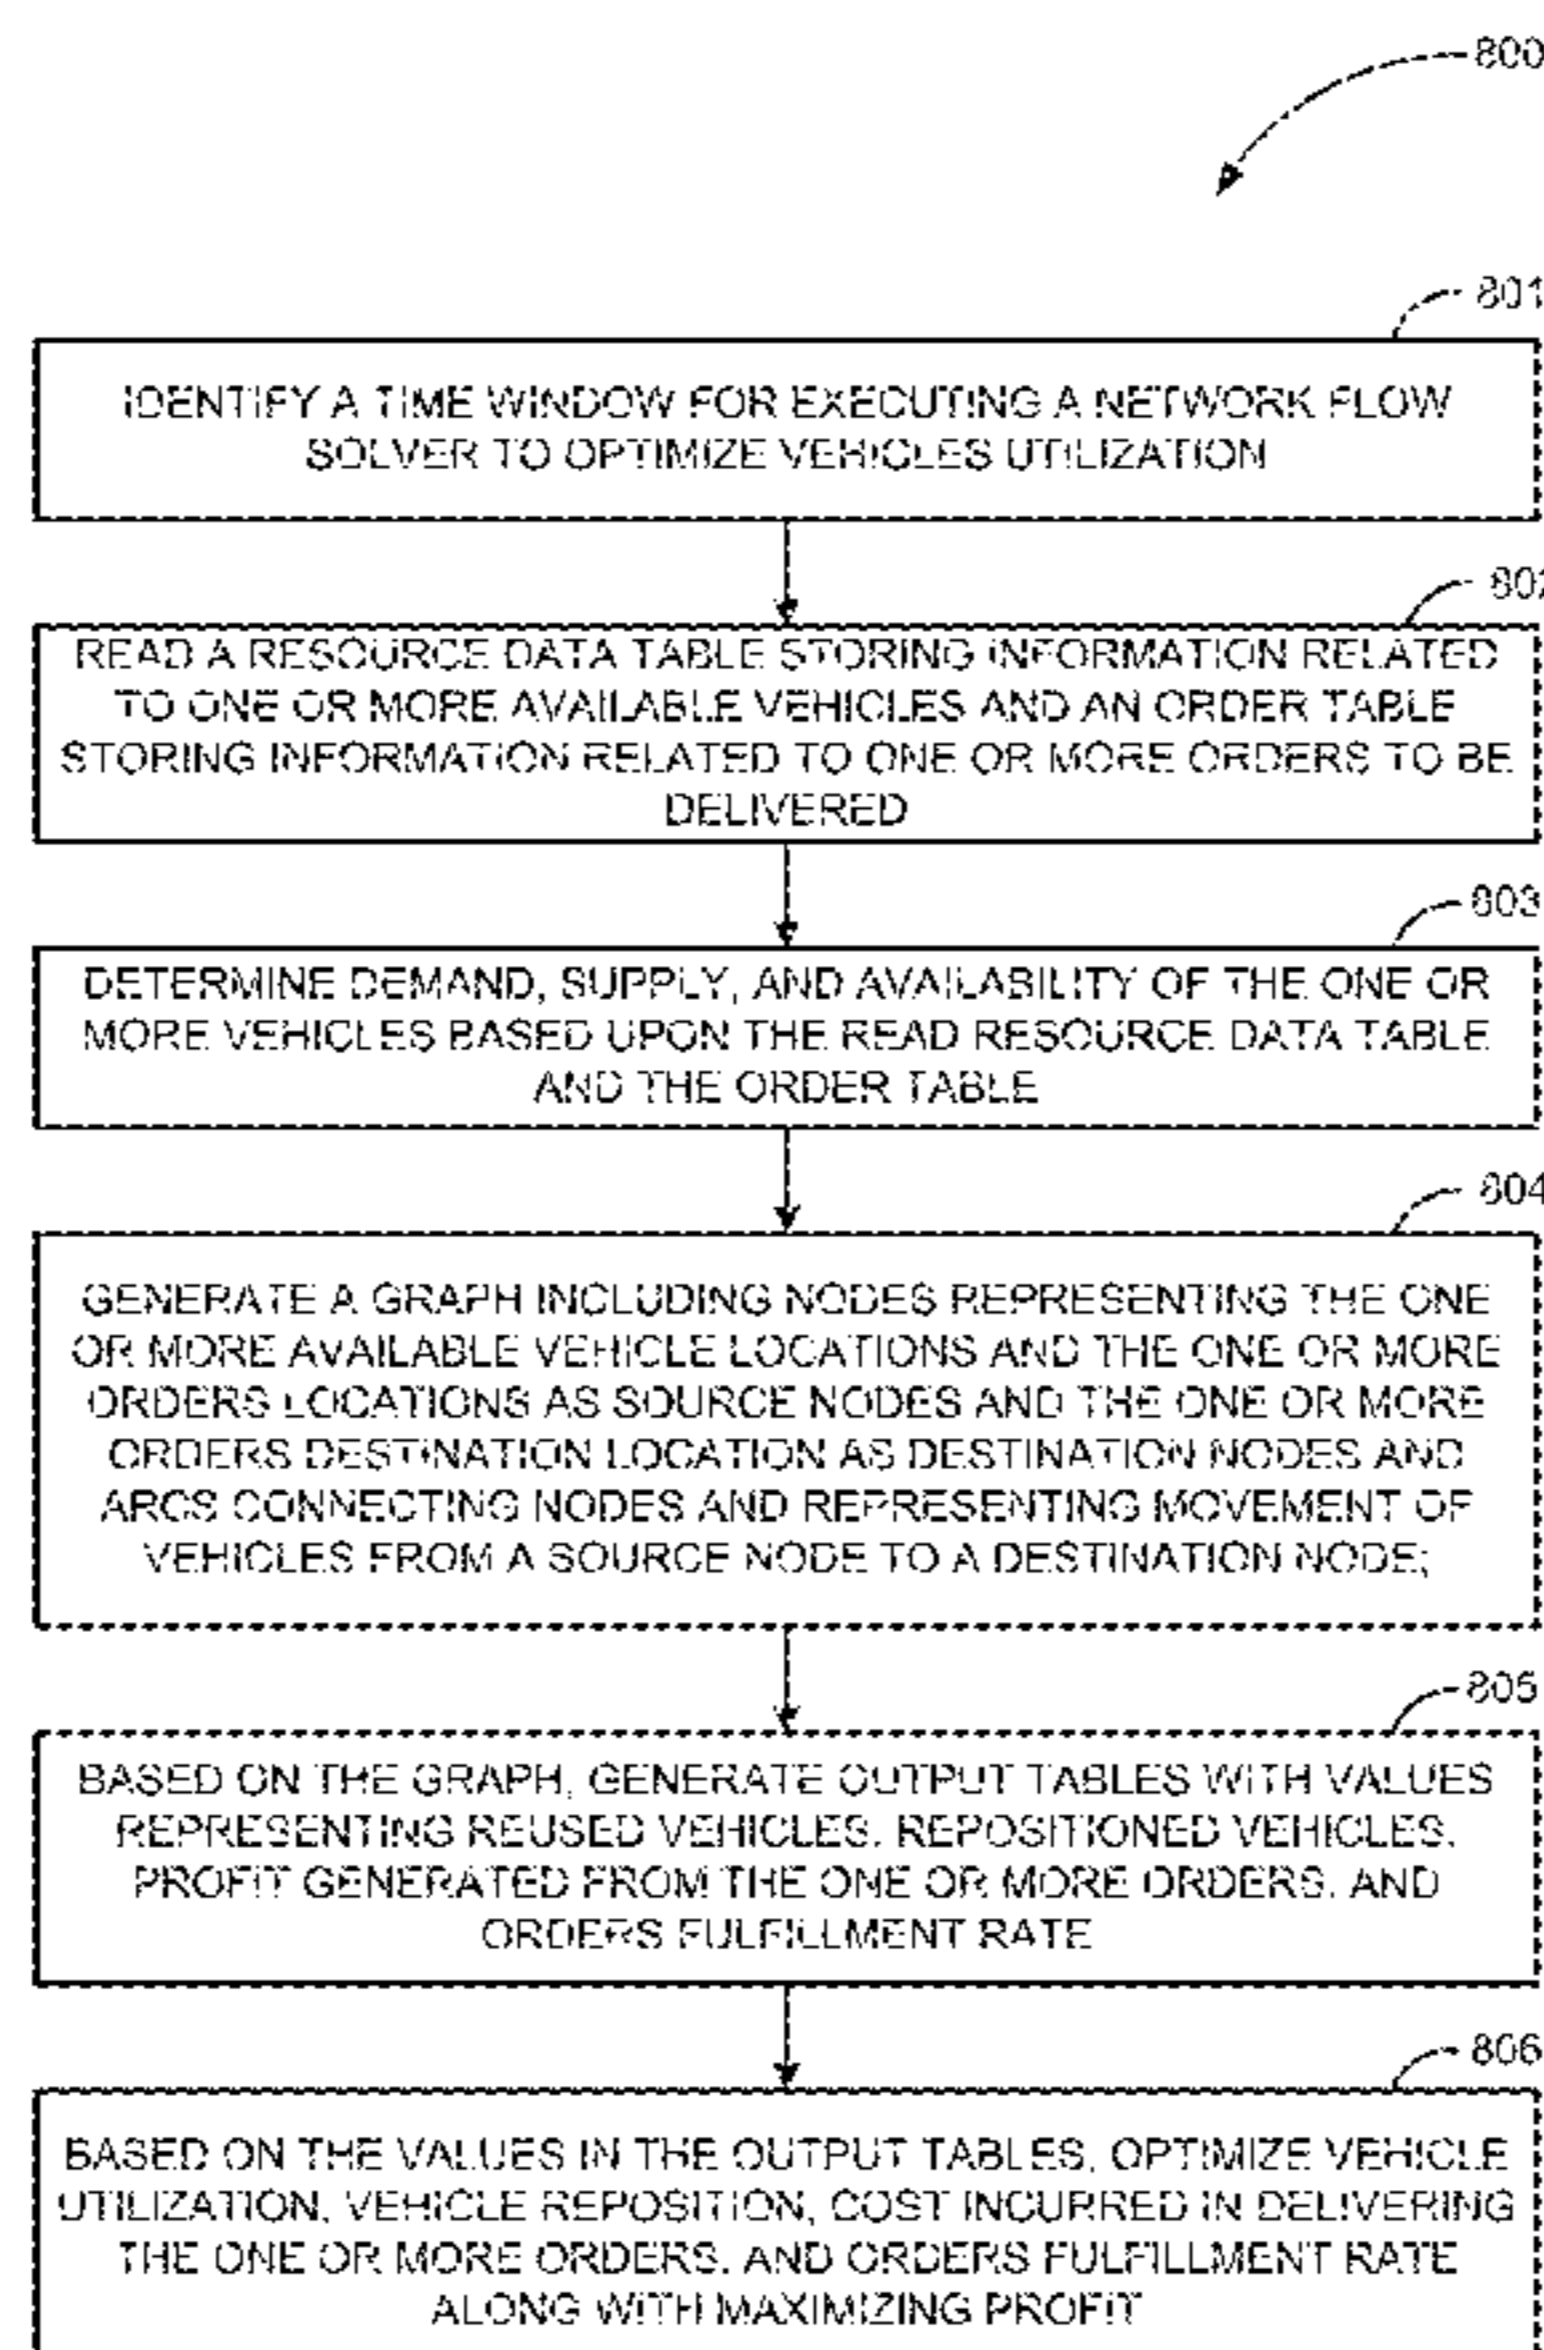 800
801
IDENTIFY A TIME WINDOW FOR EXECUTING A NETWORK FLOW
SOLVER TO OPTIMIZE VEHICLES UTILIZATION
802
READ A RESOURCE DATA TABLE STORING INFORMATION RELATED
TO ONE OR MORE AVAILABLE VEHICLES AND AN ORDER TABLE
STORING INFORMATION RELATED TO ONE OR MORE ORDERS TO BE
DELIVERED
803
DETERMINE DEMAND, SUPPLY, AND AVAILABILITY OF THE ONE OR
MORE VEHICLES BASED UPON THE READ RESOURCE DATA TABLE
AND THE ORDER TABLE
804
GENERATE A GRAPH INCLUDING NODES REPRESENTING THE ONE
OR MORE AVAILABLE VEHICLE LOCATIONS AND THE ONE OR MORE
ORDERS LOCATIONS AS SOURCE NODES AND THE ONE OR MORE
ORDERS DESTINATION LOCATION AS DESTINATION NODES AND
ARCS CONNECTING NODES AND REPRESENTING MOVEMENT OF
VEHICLES FROM A SOURCE NODE TO A DESTINATION NODE;
805
BASED ON THE GRAPH, GENERATE OUTPUT TABLES WITH VALUES
REPRESENTING REUSED VEHICLES, REPOSITIONED VEHICLES,
PROFIT GENERATED FROM THE ONE OR MORE ORDERS, AND
ORDERS FULFILLMENT RATE
806
BASED ON THE VALUES IN THE OUTPUT TABLES, OPTIMIZE VEHICLE
UTILIZATION, VEHICLE REPOSITION, COST INCURRED IN DELIVERING
THE ONE OR MORE ORDERS, AND ORDERS FULFILLMENT RATE
ALONG WITH MAXIMIZING PROFIT